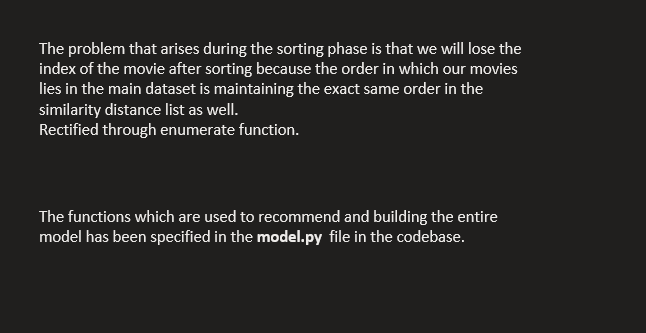 The problem that arises during the sorting phase is that we will lose the
index of the movie after sorting because the order in which our movies
lies in the main dataset is maintaining the exact same order in the
similarity distance list as well.
Rectified through enumerate function.
The functions which are used to recommend and building the entire
model has been specified in the model.py file in the codebase.